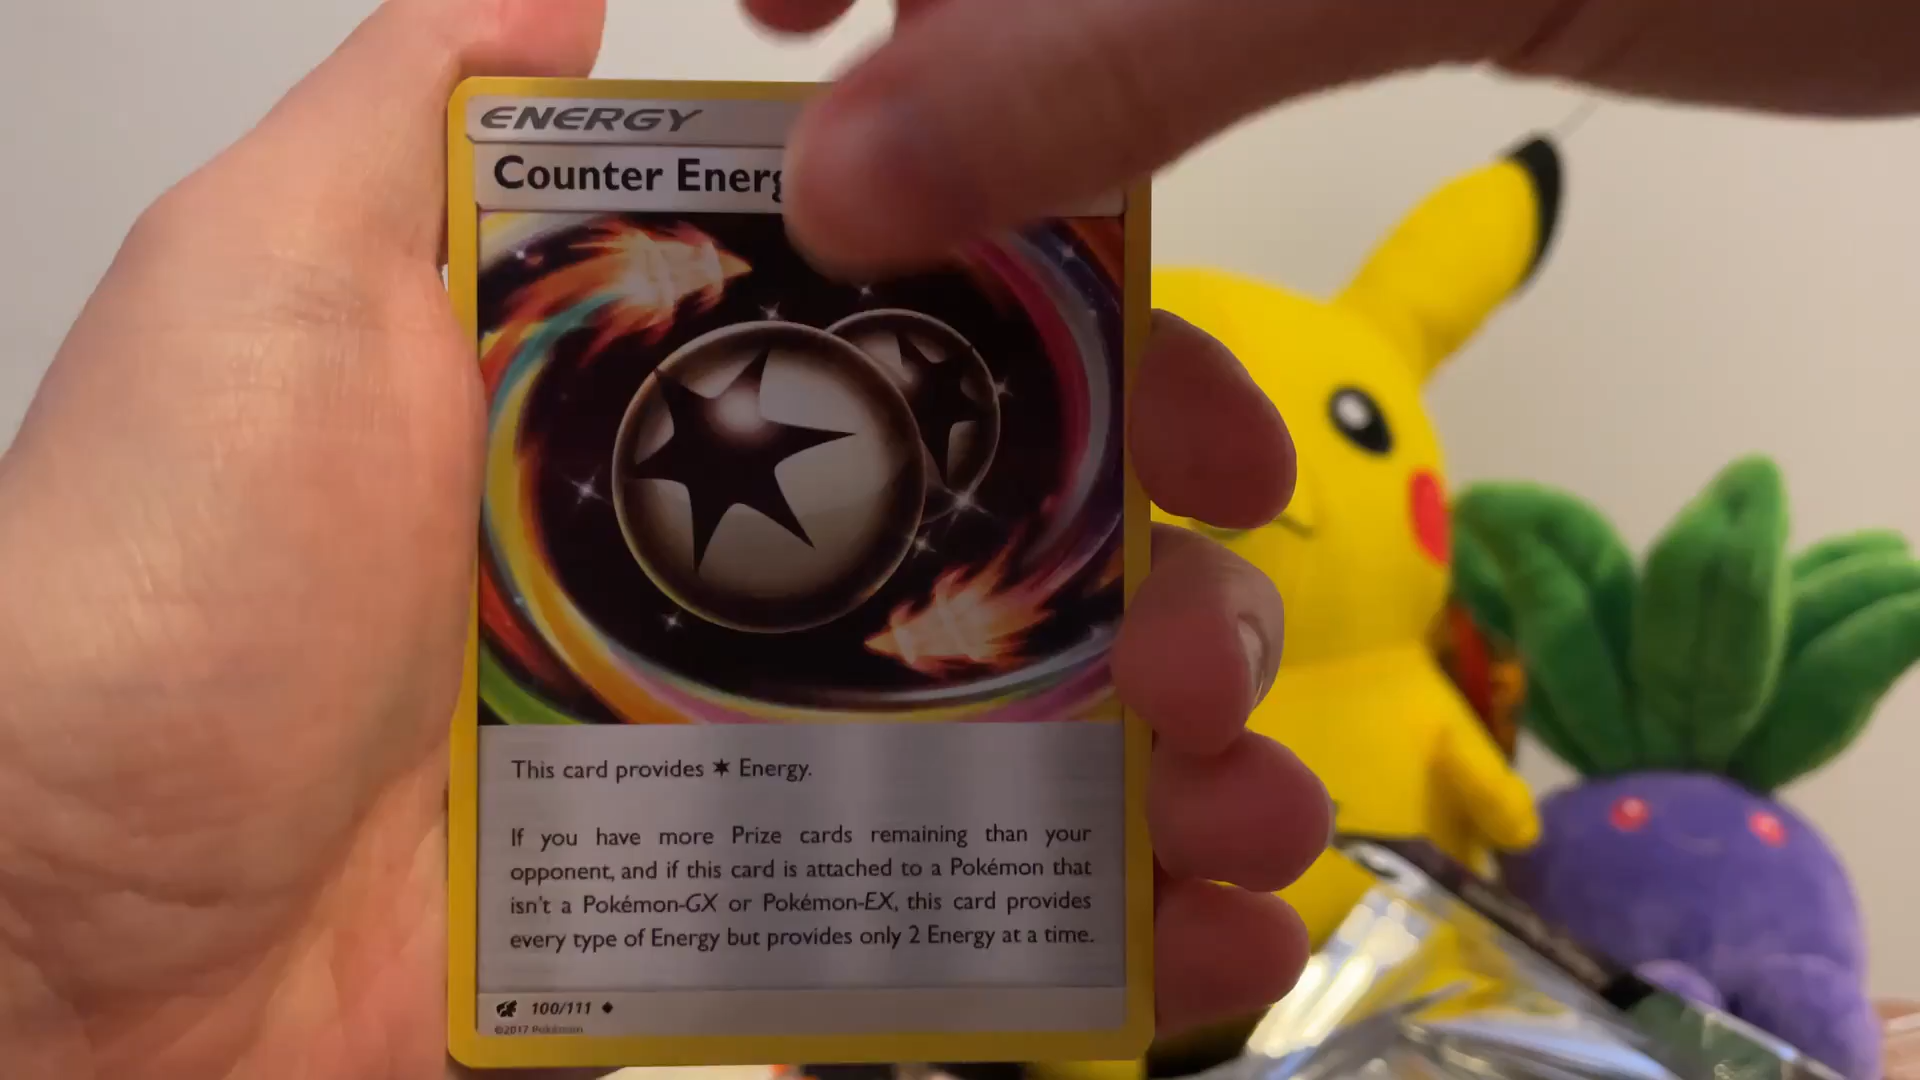 ENERGY
Counter Energ
This card provides ✶ Energy.
If you have more Prize cards remaining than your
opponent, and if this card is attached to a Pokémon that
isn't a Pokémon-GX or Pokémon-EX, this card provides
every type of Energy but provides only 2 Energy at a time.
100/111
©2017 Pokémon